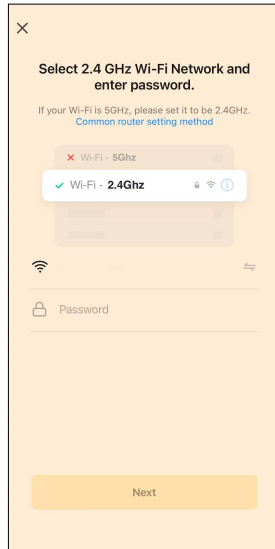 Select 2.4 GHz Wi-Fi Network and
enter password.
If your Wi-Fi is 5GHz, please set it to be 2.4GHz.
Common router setting method
Wi-Fi - 5Ghz
Wi-Fi - 2.4Ghz
Password
Next